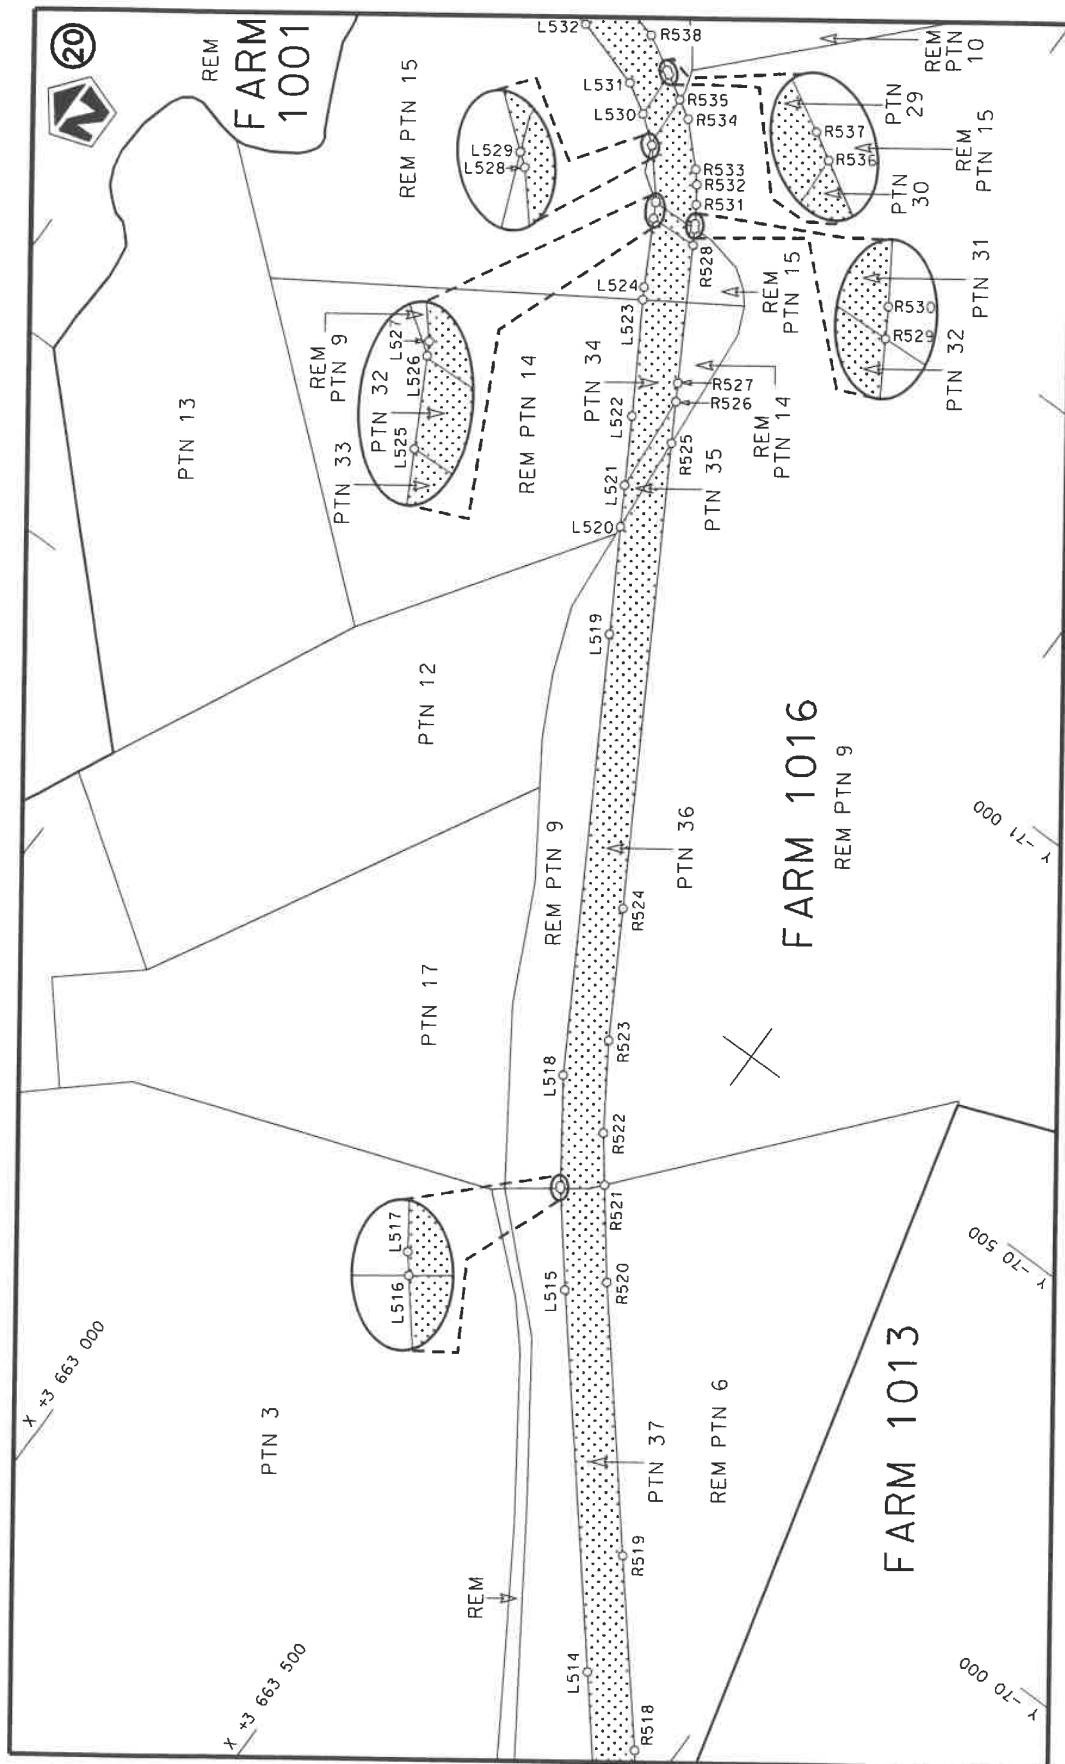 20
REM
FARM
1001
REM PTN 15
PTN 13
L532
R538
L531
L530
R535
R534
R533
R532
R531
R528
L529
L528
REM
PTN
10
PTN
29
R537
R536
REM
PTN 15
PTN
30
PTN 31
R530
R529
PTN 32
REM
PTN 15
L524
L523
REM
PTN 9
L527
L526
PTN 32
L525
PTN 33
REM PTN 14
PTN 34
L522
R527
R526
REM
PTN 14
R525
PTN 35
L521
L520
L519
PTN 12
REM PTN 9
PTN 36
FARM 1016
REM PTN 9
R524
Y -71 000
PTN 17
L518
R523
R522
R521
L517
L516
L515
R520
Y -70 500
X +3 663 000
PTN 3
PTN 37
REM PTN 6
FARM 1013
R519
REM
L514
R518
X +3 663 500
Y -70 000